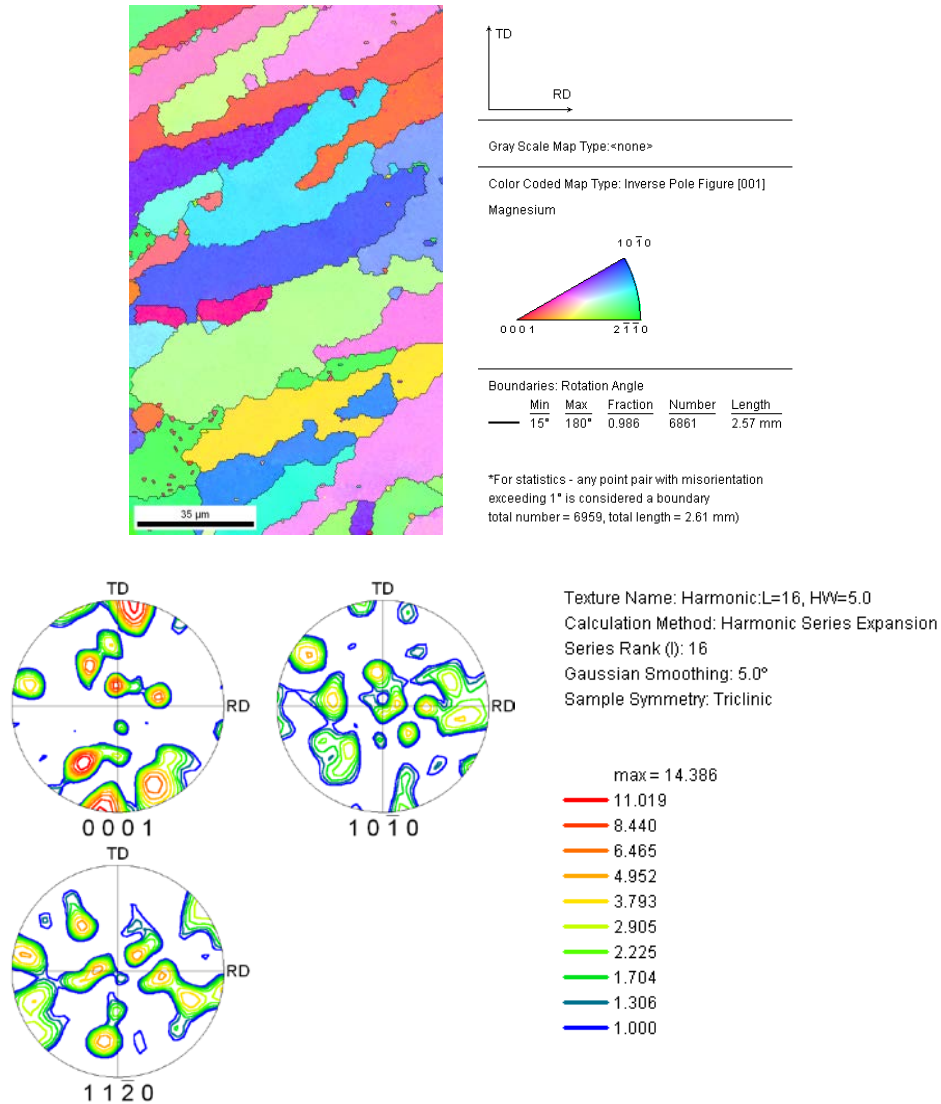 TD
RD
Gray Scale Map Type:<none>
Color Coded Map Type: Inverse Pole Figure [001]
Magnesium
1 0 1̅ 0
0 0 0 1 2 1̅ 1̅ 0
Boundaries: Rotation Angle
Min Max Fraction Number Length
15° 180° 0.986 6861 2.57 mm
*For statistics - any point pair with misorientation
exceeding 1° is considered a boundary
total number = 6959, total length = 2.61 mm)
35 µm
TD
RD
0 0 0 1
TD
RD
1 0 1̅ 0
TD
RD
1 1 2̅ 0
Texture Name: Harmonic:L=16, HW=5.0
Calculation Method: Harmonic Series Expansion
Series Rank (l): 16
Gaussian Smoothing: 5.0°
Sample Symmetry: Triclinic
max = 14.386
11.019
8.440
6.465
4.952
3.793
2.905
2.225
1.704
1.306
1.000